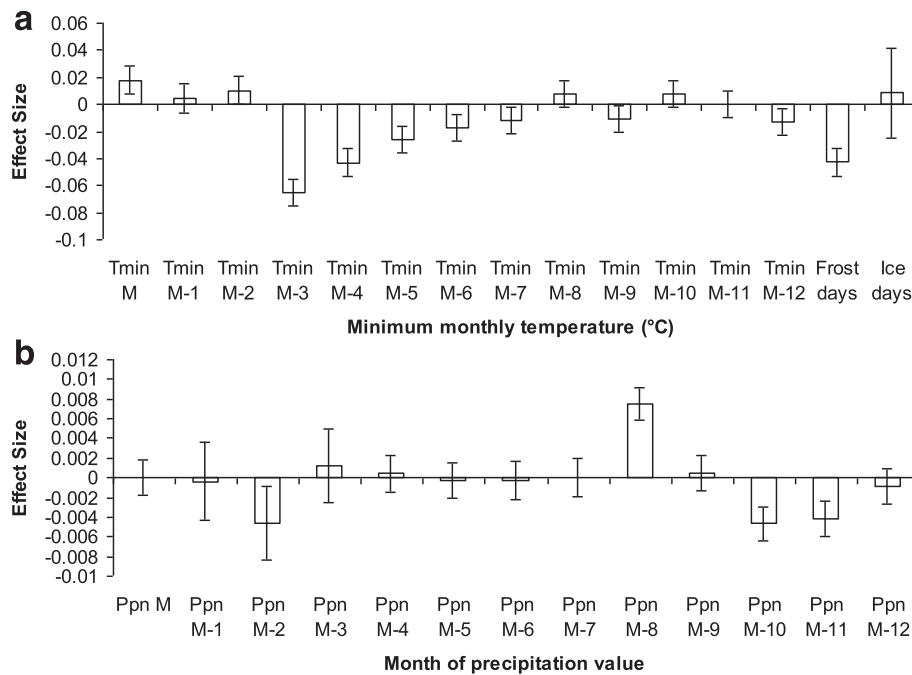 a
0.06
0.04
0.02
0
-0.02
-0.04
-0.06
-0.08
-0.1
Effect Size
Tmin Tmin Tmin Tmin Tmin Tmin Tmin Tmin Tmin Tmin Tmin Tmin Tmin Frost Ice
M M-1 M-2 M-3 M-4 M-5 M-6 M-7 M-8 M-9 M-10 M-11 M-12 days days
Minimum monthly temperature (°C)
b
0.012
0.01
0.008
0.006
0.004
0.002
0
-0.002
-0.004
-0.006
-0.008
-0.01
Effect Size
Ppn M Ppn Ppn Ppn Ppn Ppn Ppn Ppn Ppn Ppn Ppn Ppn Ppn
M-1 M-2 M-3 M-4 M-5 M-6 M-7 M-8 M-9 M-10 M-11 M-12
Month of precipitation value